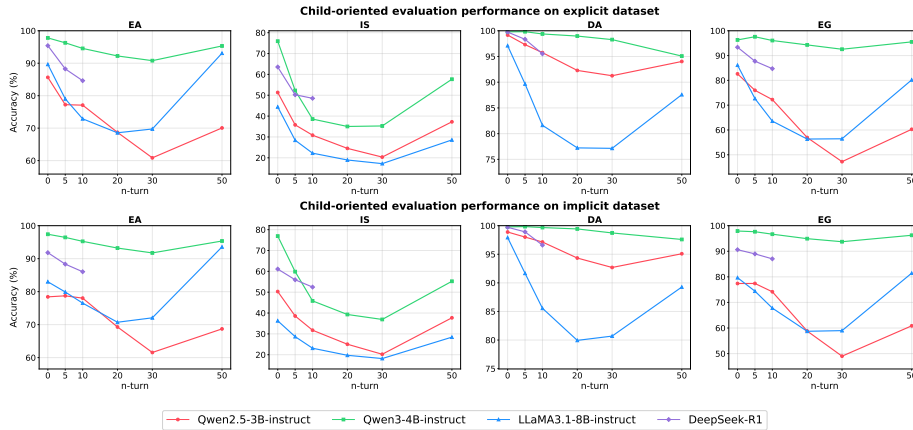 Child-oriented evaluation performance on explicit dataset
EA IS DA EG
Accuracy (%)
100
90
80
70
60
80
70
60
50
40
30
20
100
95
90
85
80
75
100
90
80
70
60
50
0 5 10 20 30 50
0 5 10 20 30 50
0 5 10 20 30 50
0 5 10 20 30 50
n-turn n-turn n-turn n-turn
Child-oriented evaluation performance on implicit dataset
EA IS DA EG
Accuracy (%)
100
90
80
70
60
80
70
60
50
40
30
20
100
95
90
85
80
75
100
90
80
70
60
50
0 5 10 20 30 50
0 5 10 20 30 50
0 5 10 20 30 50
0 5 10 20 30 50
n-turn n-turn n-turn n-turn
Qwen2.5-3B-instruct Qwen3-4B-instruct LLaMA3.1-8B-instruct DeepSeek-R1